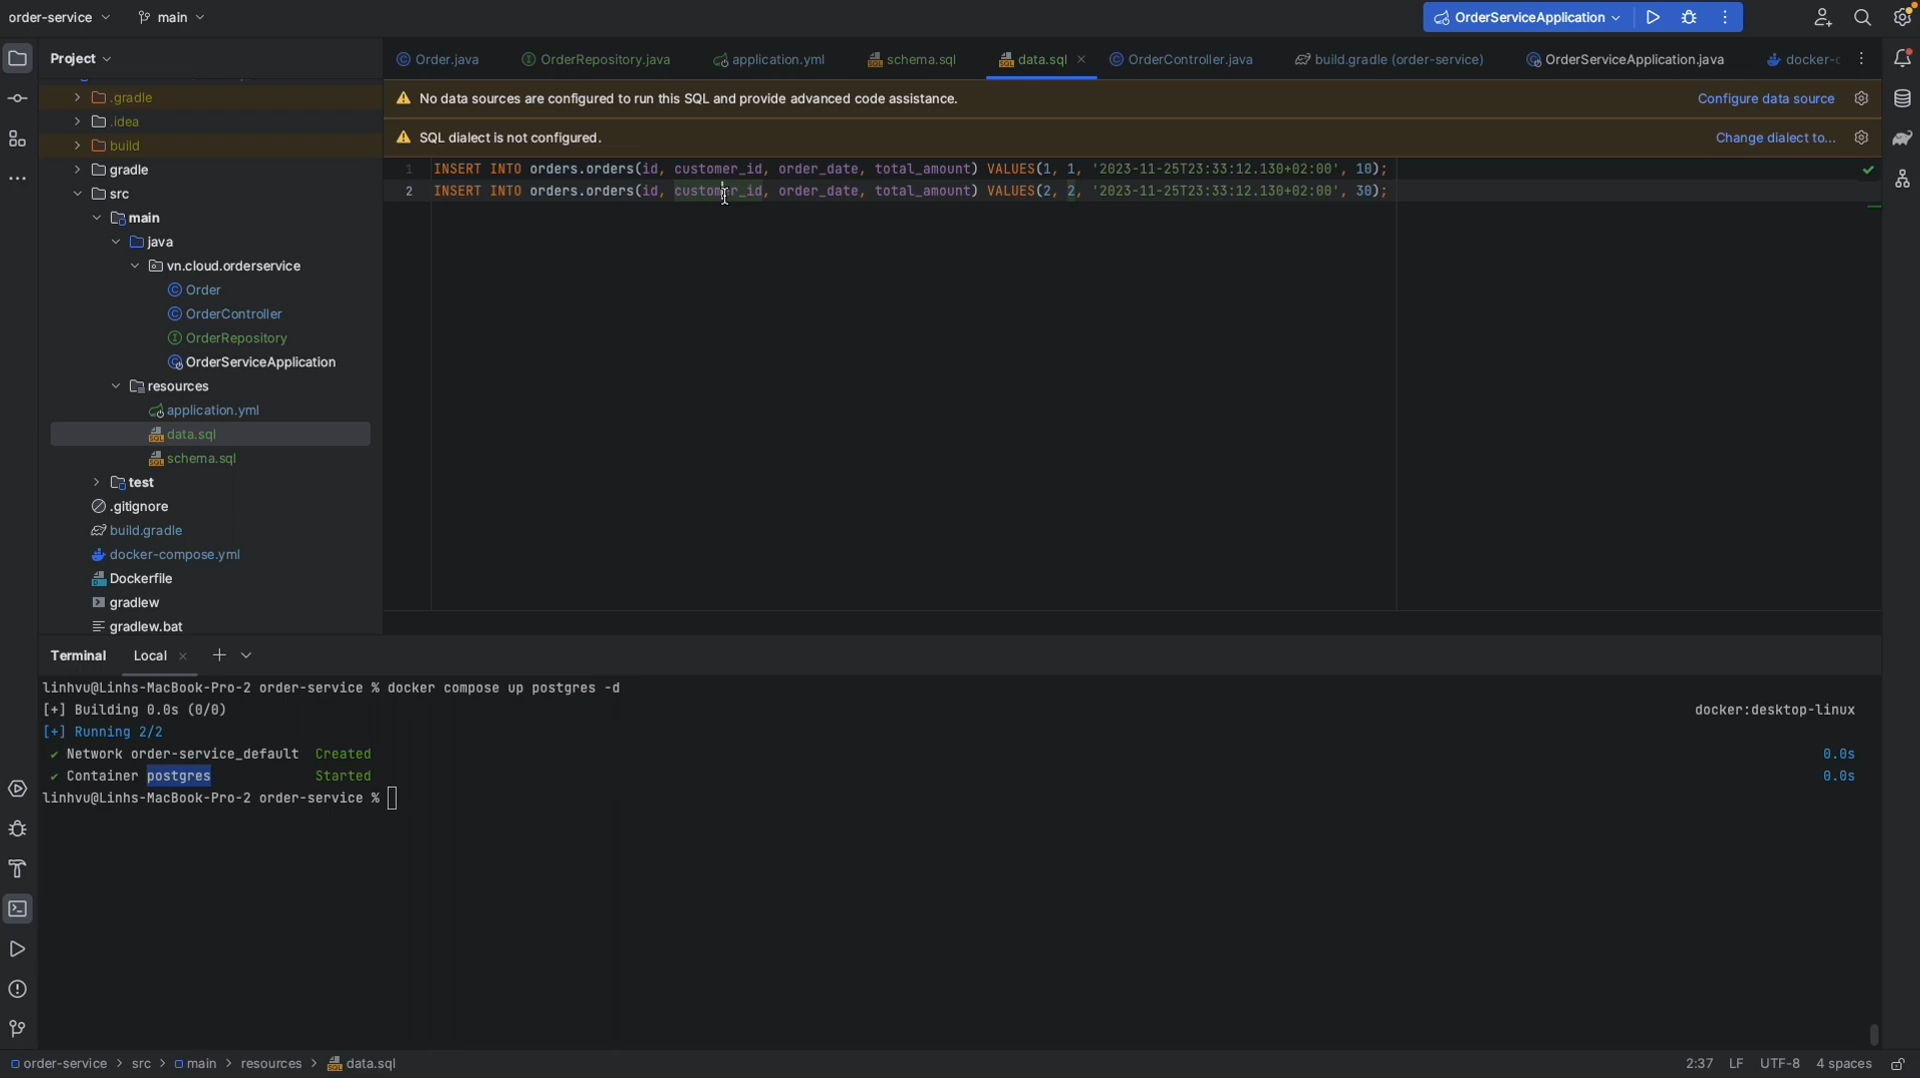 order-service main OrderServiceApplication
Project Order.java OrderRepository.java application.yml schema.sql data.sql OrderController.java build.gradle (order-service) OrderServiceApplication.java docker-c
.gradle
.idea
build
gradle
src
main
java
vn.cloud.orderservice
Order
OrderController
OrderRepository
OrderServiceApplication
resources
application.yml
data.sql
schema.sql
test
.gitignore
build.gradle
docker-compose.yml
Dockerfile
gradlew
gradlew.bat
No data sources are configured to run this SQL and provide advanced code assistance. Configure data source
SQL dialect is not configured. Change dialect to...
1 INSERT INTO orders.orders(id, customer_id, order_date, total_amount) VALUES(1, 1, '2023-11-25T23:33:12.130+02:00', 10);
2 INSERT INTO orders.orders(id, customer_id, order_date, total_amount) VALUES(2, 2, '2023-11-25T23:33:12.130+02:00', 30);
Terminal Local
linhvu@Linhs-MacBook-Pro-2 order-service % docker compose up postgres -d
[+] Building 0.0s (0/0) docker:desktop-linux
[+] Running 2/2
✔ Network order-service_default Created 0.0s
✔ Container postgres Started 0.0s
linhvu@Linhs-MacBook-Pro-2 order-service %
order-service > src > main > resources > data.sql 2:37 LF UTF-8 4 spaces